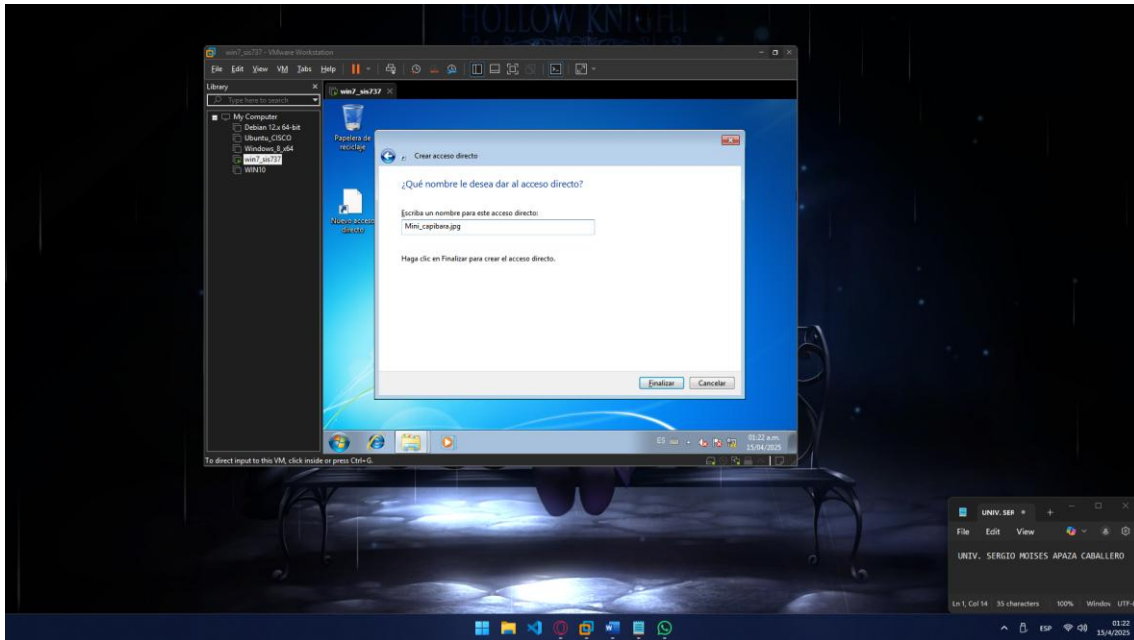 HOLLOW KNIGHT
win7_sis737 - VMware Workstation
File Edit View VM Tabs Help
Library
Type here to search
My Computer
Debian 12.x 64-bit
Ubuntu_CISCO
Windows_8_x64
win7_sis737
WIN10
win7_sis737
Papelera de
reciclaje
Nuevo acceso
directo
Crear acceso directo
¿Qué nombre le desea dar al acceso directo?
Escriba un nombre para este acceso directo:
Mini_capibara.jpg
Haga clic en Finalizar para crear el acceso directo.
Finalizar Cancelar
ES
01:22 a.m.
15/04/2025
To direct input to this VM, click inside or press Ctrl+G.
UNIV. SER
File Edit View
UNIV. SERGIO MOISES APAZA CABALLERO
Ln 1, Col 14 35 characters 100% Window UTF-
ESP
01:22
15/4/2025